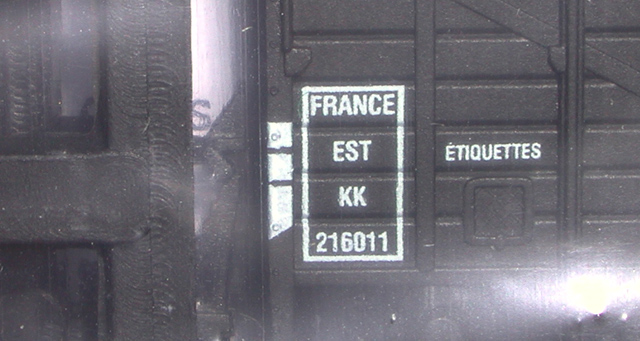 FRANCE
EST
KK
216011
ÉTIQUETTES